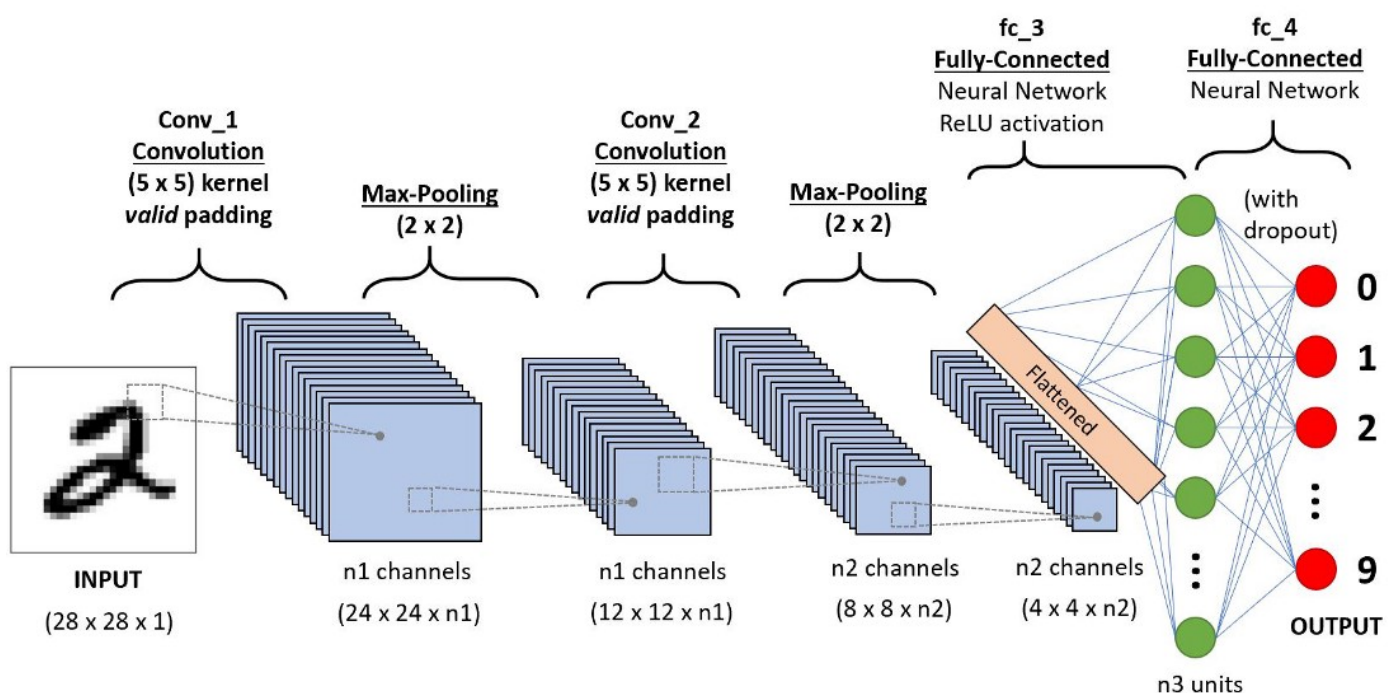 Conv_1
Convolution
(5 x 5) kernel
valid padding
Max-Pooling
(2 x 2)
Conv_2
Convolution
(5 x 5) kernel
valid padding
Max-Pooling
(2 x 2)
fc_3
Fully-Connected
Neural Network
ReLU activation
fc_4
Fully-Connected
Neural Network
(with
dropout)
Flattened
0
1
2
9
OUTPUT
INPUT
(28 x 28 x 1)
n1 channels
(24 x 24 x n1)
n1 channels
(12 x 12 x n1)
n2 channels
(8 x 8 x n2)
n2 channels
(4 x 4 x n2)
n3 units
2